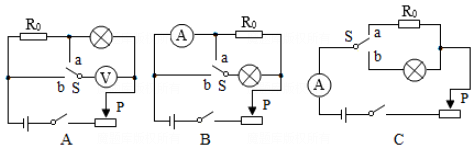 R₀ a b S V P A
A R₀ a b S P B
R₀ S a b A P C